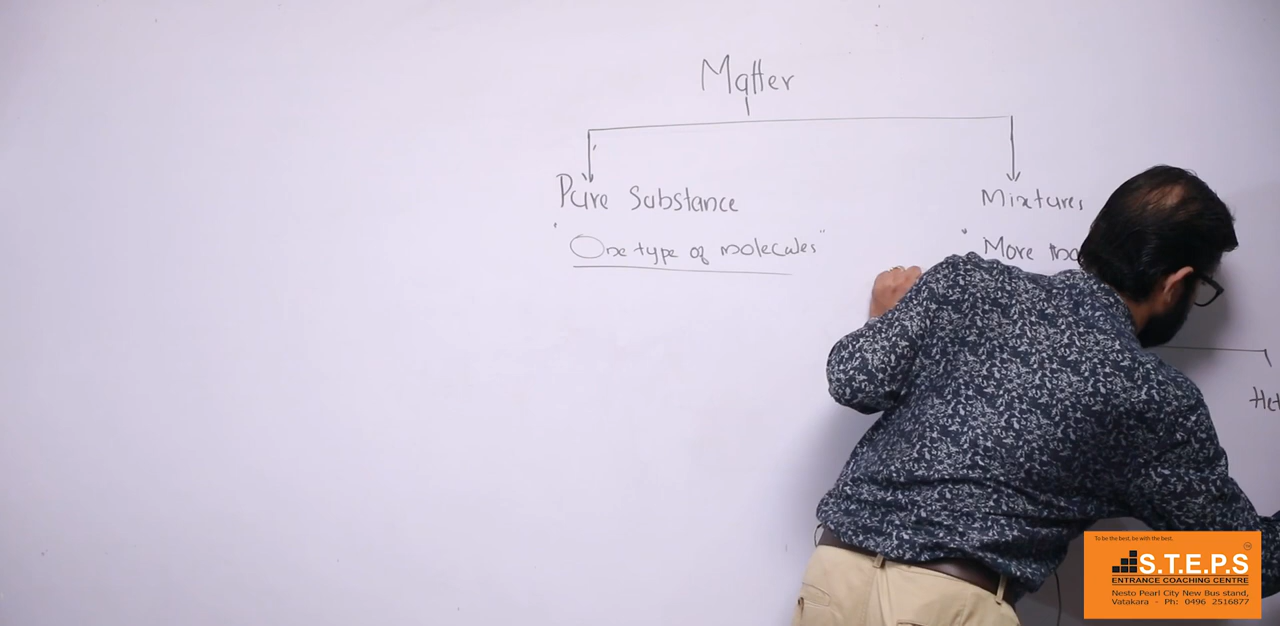 Matter
Pure Substance
Mixtures
"One type of molecules"
" More
To be the best, be with the best.
S.T.E.P.S
ENTRANCE COACHING CENTRE
Nesto Pearl City New Bus stand,
Vatakara - Ph: 0496 2516877